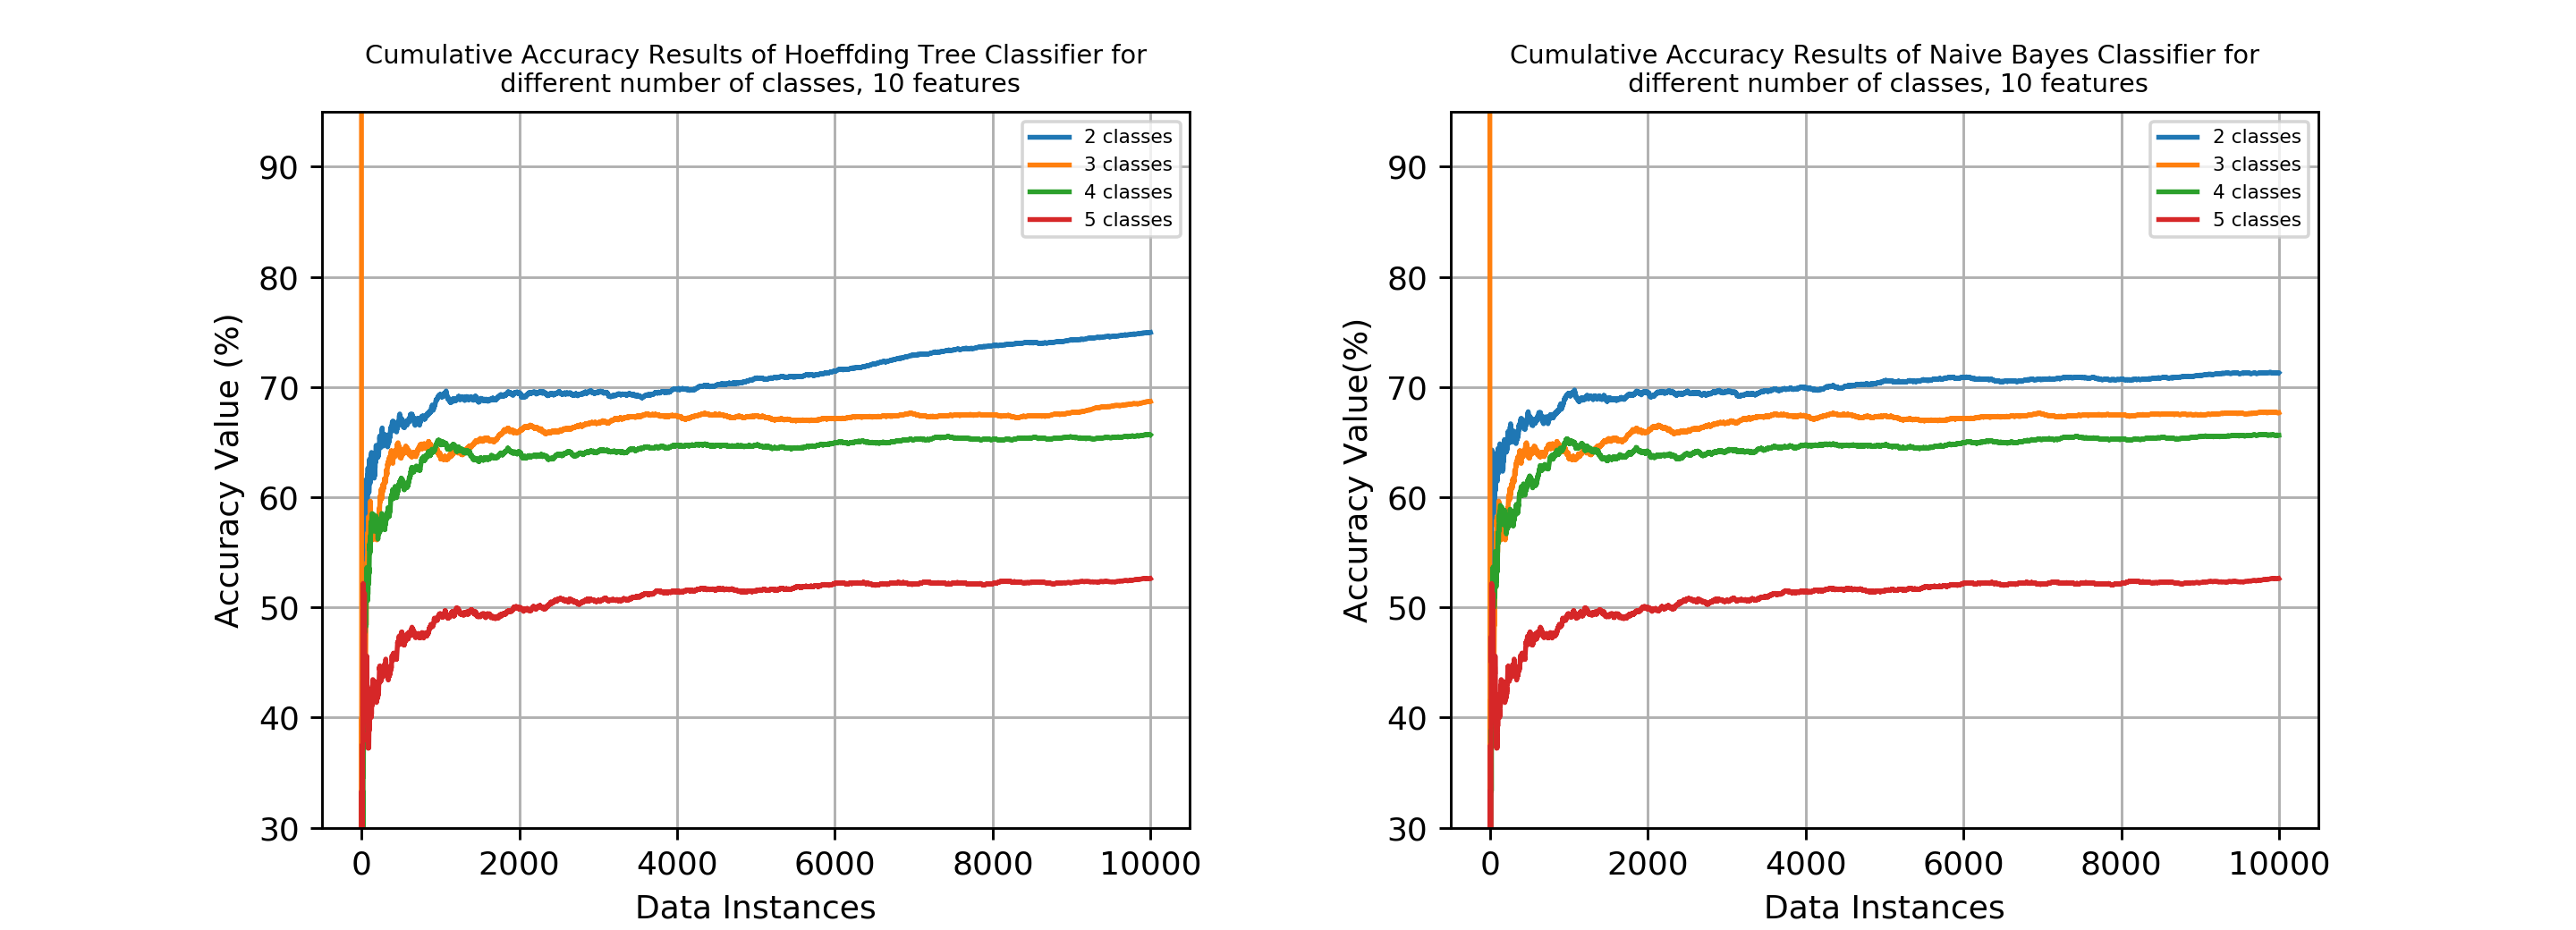 Cumulative Accuracy Results of Hoeffding Tree Classifier for
different number of classes, 10 features
2 classes
3 classes
4 classes
5 classes
90
80
70
60
50
40
30
Accuracy Value (%)
0 2000 4000 6000 8000 10000
Data Instances
Cumulative Accuracy Results of Naive Bayes Classifier for
different number of classes, 10 features
2 classes
3 classes
4 classes
5 classes
90
80
70
60
50
40
30
Accuracy Value(%)
0 2000 4000 6000 8000 10000
Data Instances